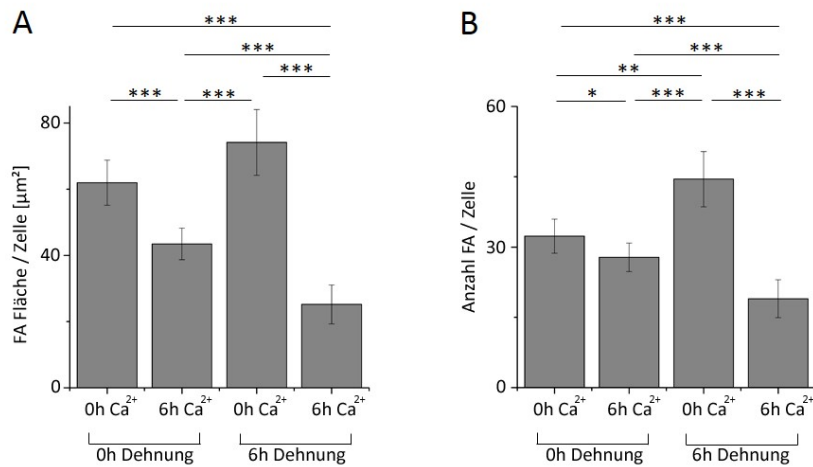 A
***
***
***
***
***
80
40
0
FA Fläche / Zelle [µm²]
0h Ca²⁺
6h Ca²⁺
0h Ca²⁺
6h Ca²⁺
0h Dehnung
6h Dehnung
B
***
***
**
*
***
***
60
30
0
Anzahl FA / Zelle
0h Ca²⁺
6h Ca²⁺
0h Ca²⁺
6h Ca²⁺
0h Dehnung
6h Dehnung